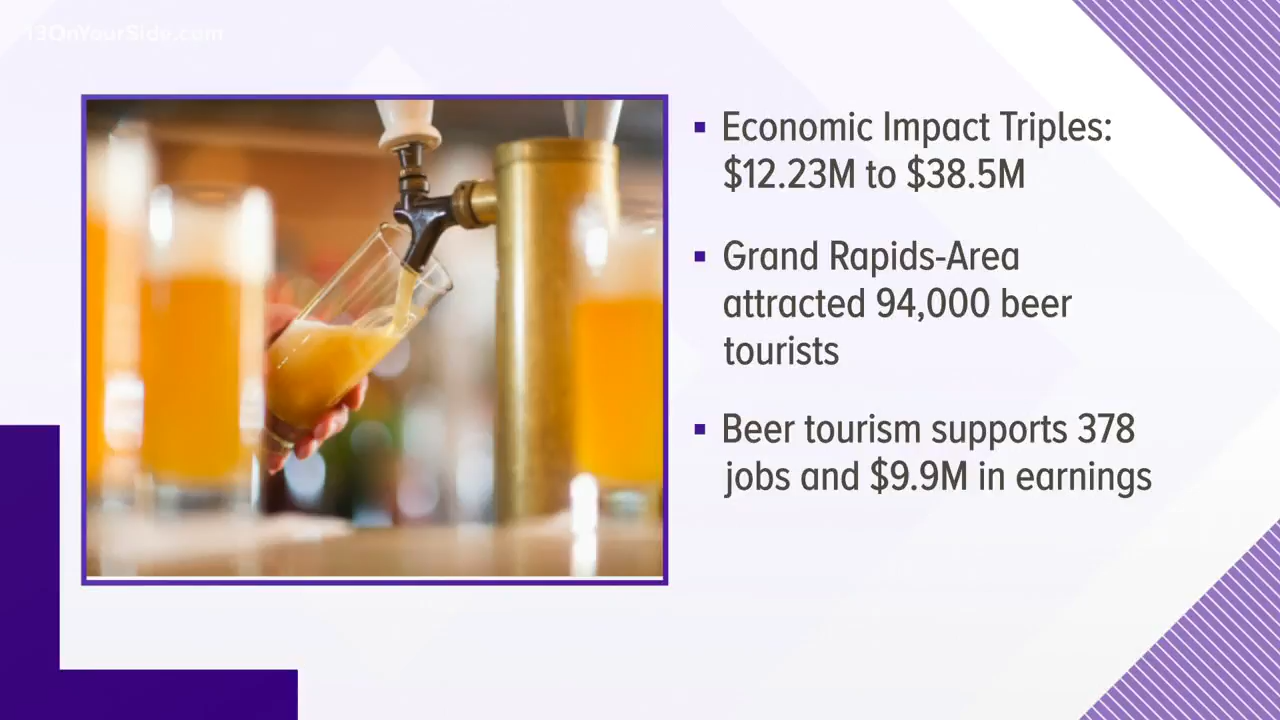 13OnYourSide.com
Economic Impact Triples:
$12.23M to $38.5M
Grand Rapids-Area
attracted 94,000 beer
tourists
Beer tourism supports 378
jobs and $9.9M in earnings